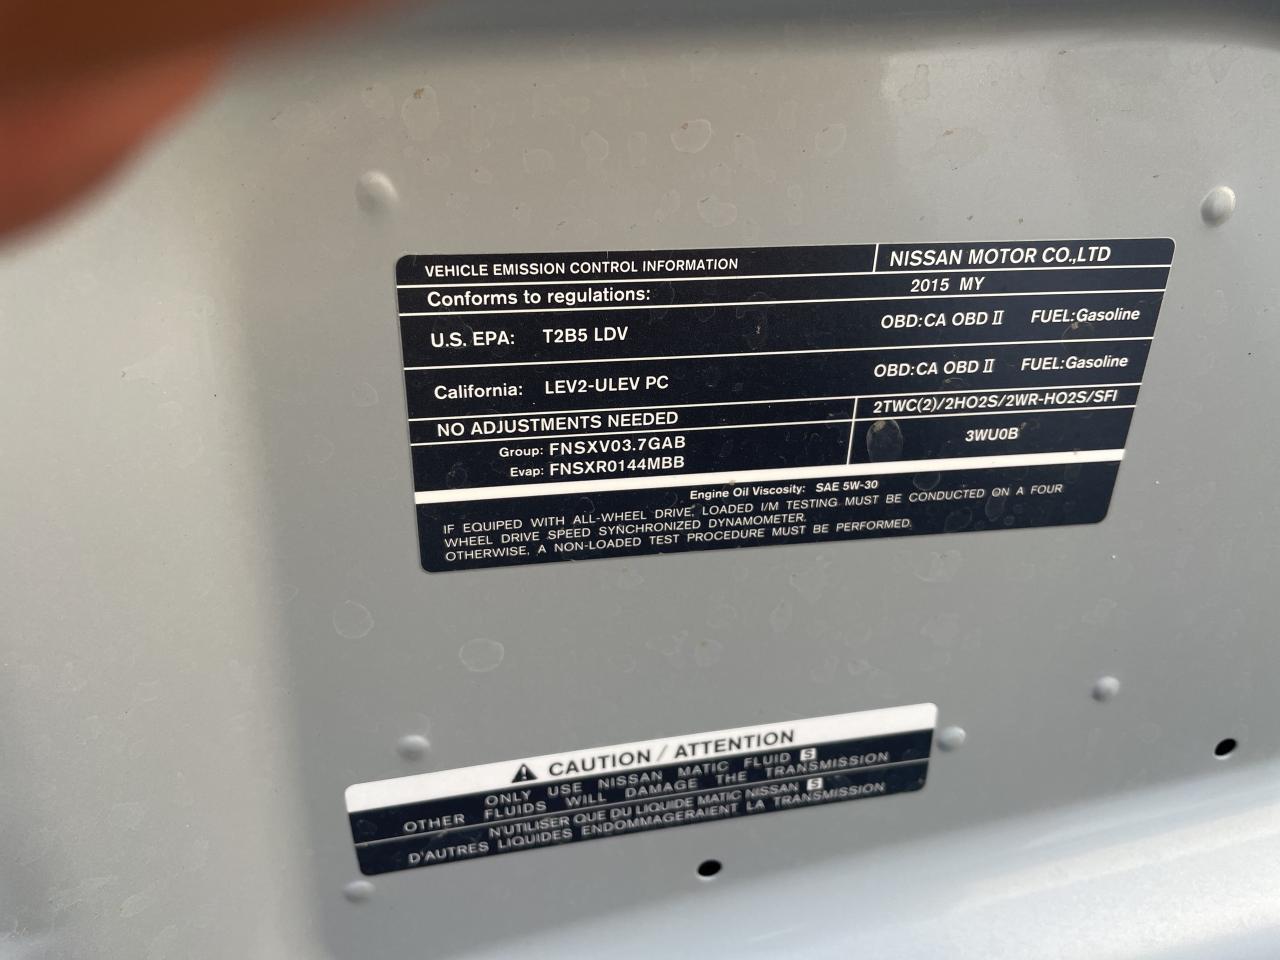 VEHICLE EMISSION CONTROL INFORMATION NISSAN MOTOR CO.,LTD
Conforms to regulations: 2015 MY
U.S. EPA: T2B5 LDV OBD:CA OBD II FUEL:Gasoline
California: LEV2-ULEV PC OBD:CA OBD II FUEL:Gasoline
NO ADJUSTMENTS NEEDED 2TWC(2)/2HO2S/2WR-HO2S/SFI
Group: FNSXV03.7GAB 3WU0B
Evap: FNSXR0144MBB
Engine Oil Viscosity: SAE 5W-30
IF EQUIPED WITH ALL-WHEEL DRIVE, LOADED I/M TESTING MUST BE CONDUCTED ON A FOUR
WHEEL DRIVE SPEED SYNCHRONIZED DYNAMOMETER.
OTHERWISE, A NON-LOADED TEST PROCEDURE MUST BE PERFORMED.
CAUTION / ATTENTION
ONLY USE NISSAN MATIC FLUID S
OTHER FLUIDS WILL DAMAGE THE TRANSMISSION
N'UTILISER QUE DU LIQUIDE MATIC NISSAN S
D'AUTRES LIQUIDES ENDOMMAGERAIENT LA TRANSMISSION